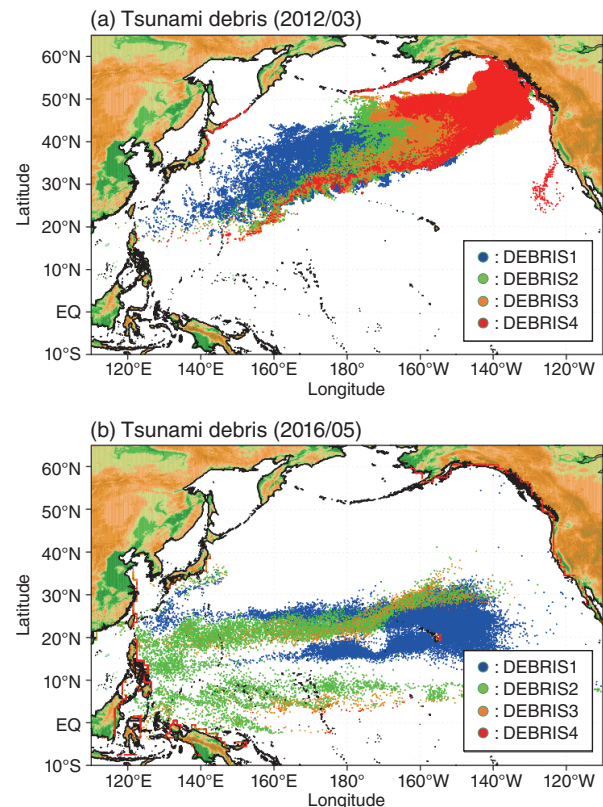 (a) Tsunami debris (2012/03)
60°N
50°N
40°N
30°N
20°N
10°N
EQ
10°S
Latitude
: DEBRIS1
: DEBRIS2
: DEBRIS3
: DEBRIS4
120°E 140°E 160°E 180° 160°W 140°W 120°W
Longitude
(b) Tsunami debris (2016/05)
60°N
50°N
40°N
30°N
20°N
10°N
EQ
10°S
Latitude
: DEBRIS1
: DEBRIS2
: DEBRIS3
: DEBRIS4
120°E 140°E 160°E 180° 160°W 140°W 120°W
Longitude